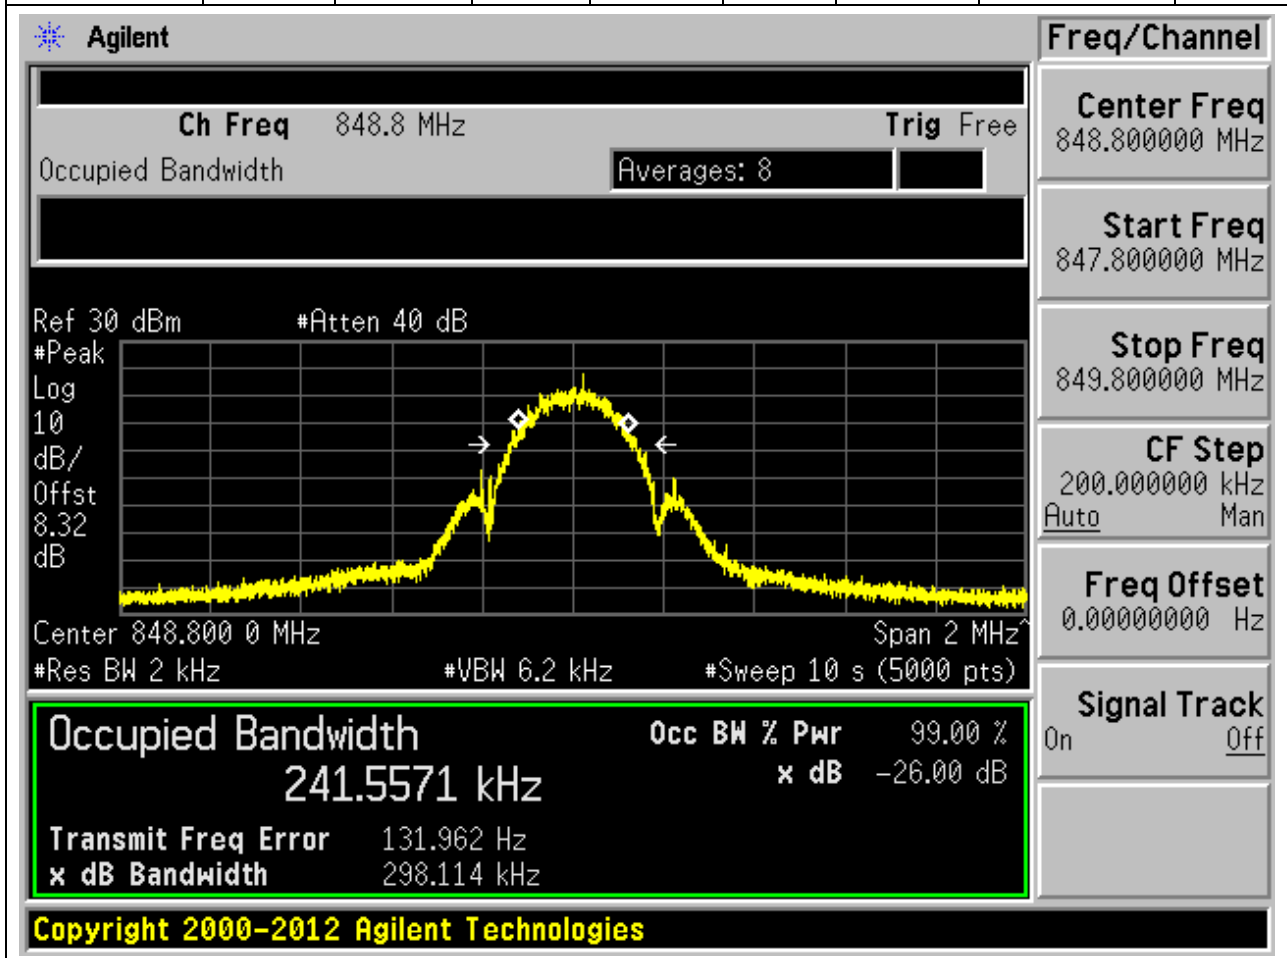 Agilent
Freq/Channel
Ch Freq 848.8 MHz Trig Free
Occupied Bandwidth Averages: 8
Center Freq
848.800000 MHz
Start Freq
847.800000 MHz
Stop Freq
849.800000 MHz
CF Step
200.000000 kHz
Auto Man
Freq Offset
0.00000000 Hz
Signal Track
On Off
Ref 30 dBm #Atten 40 dB
#Peak
Log
10
dB/
Offst
8.32
dB
Center 848.800 0 MHz Span 2 MHz^
#Res BW 2 kHz #VBW 6.2 kHz #Sweep 10 s (5000 pts)
Occupied Bandwidth
241.5571 kHz
Occ BW % Pwr 99.00 %
x dB -26.00 dB
Transmit Freq Error 131.962 Hz
x dB Bandwidth 298.114 kHz
Copyright 2000-2012 Agilent Technologies